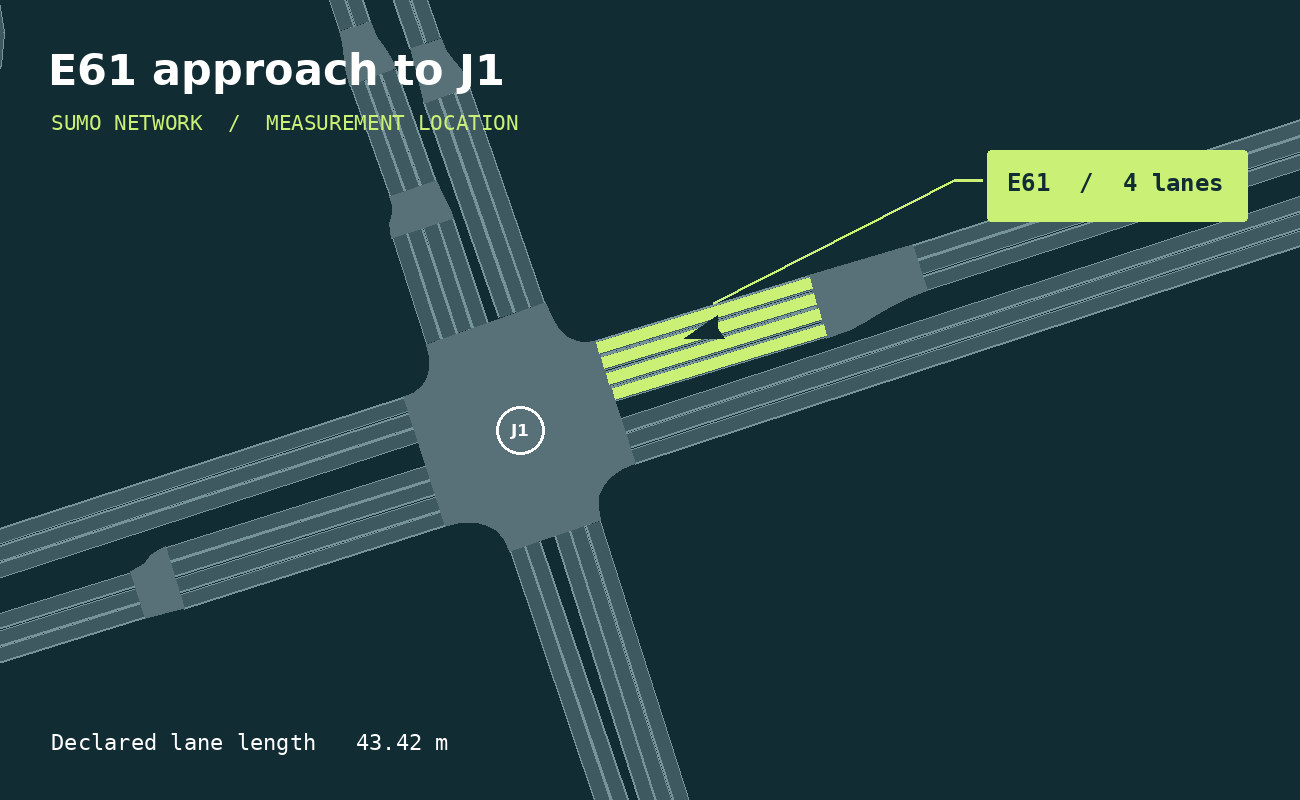 E61 approach to J1
SUMO NETWORK / MEASUREMENT LOCATION
E61 / 4 lanes
J1
Declared lane length 43.42 m